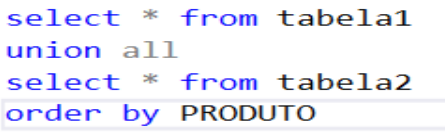 select * from tabela1
union all
select * from tabela2
order by PRODUTO